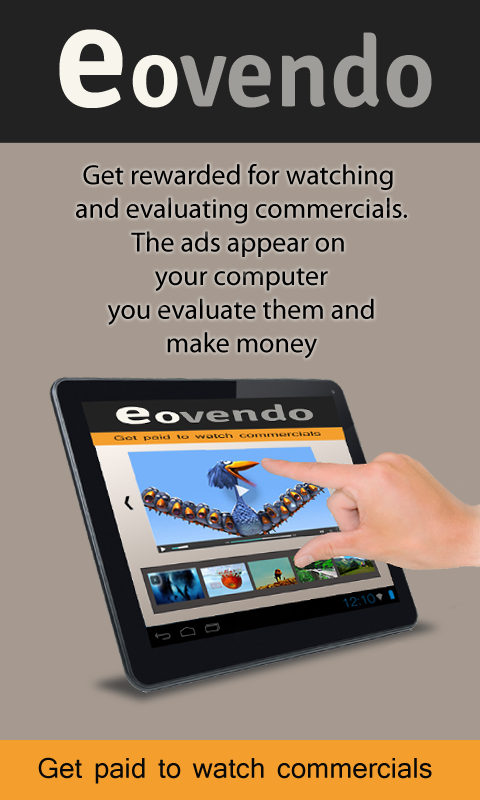 eovendo
Get rewarded for watching
and evaluating commercials.
The ads appear on
your computer
you evaluate them and
make money
eovendo
Get paid to watch commercials
12:10
Get paid to watch commercials